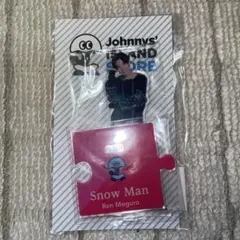 Johnnys'
ISLAND
STORE
Snow Man
Ren Meguro